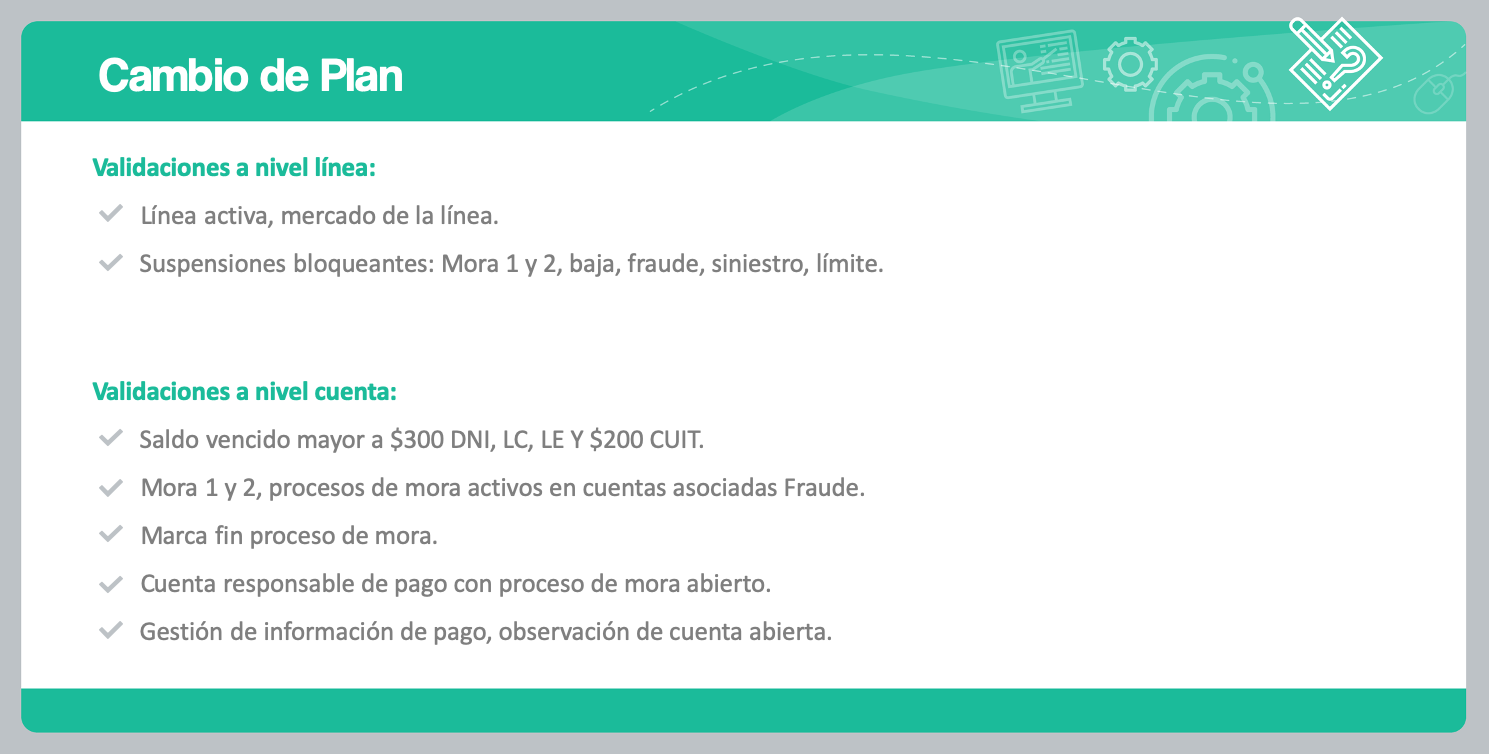 Cambio de Plan
Validaciones a nivel línea:
Línea activa, mercado de la línea.
Suspensiones bloqueantes: Mora 1 y 2, baja, fraude, siniestro, límite.
Validaciones a nivel cuenta:
Saldo vencido mayor a $300 DNI, LC, LE Y $200 CUIT.
Mora 1 y 2, procesos de mora activos en cuentas asociadas Fraude.
Marca fin proceso de mora.
Cuenta responsable de pago con proceso de mora abierto.
Gestión de información de pago, observación de cuenta abierta.